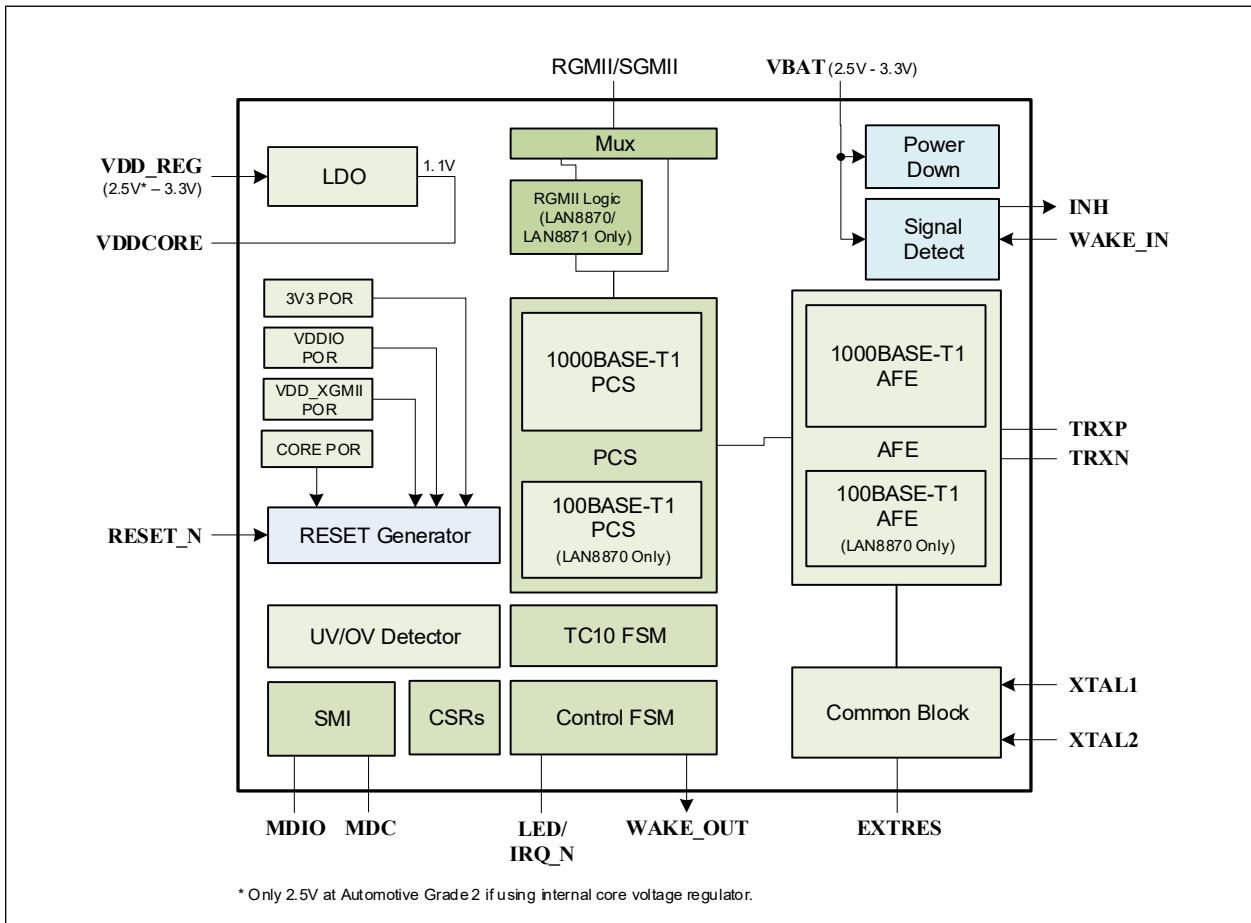 RGMII/SGMII
VBAT (2.5V - 3.3V)
VDD_REG
(2.5V* – 3.3V)
LDO
1.1V
VDDCORE
Mux
RGMII Logic
(LAN8870/
LAN8871 Only)
Power
Down
Signal
Detect
INH
WAKE_IN
3V3 POR
VDDIO
POR
VDD_XGMII
POR
CORE POR
RESET_N
RESET Generator
1000BASE-T1
PCS
PCS
100BASE-T1
PCS
(LAN8870 Only)
1000BASE-T1
AFE
AFE
100BASE-T1
AFE
(LAN8870 Only)
TRXP
TRXN
UV/OV Detector
TC10 FSM
SMI
CSRs
Control FSM
Common Block
XTAL1
XTAL2
MDIO
MDC
LED/
IRQ_N
WAKE_OUT
EXTRES
* Only 2.5V at Automotive Grade 2 if using internal core voltage regulator.